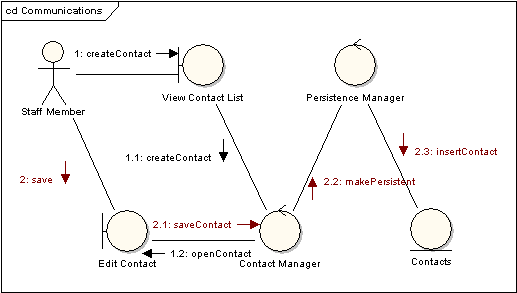 cd Communications
1: createContact
View Contact List
Persistence Manager
Staff Member
1.1: createContact
2.3: insertContact
2: save
2.2: makePersistent
2.1: saveContact
1.2: openContact
Edit Contact
Contact Manager
Contacts